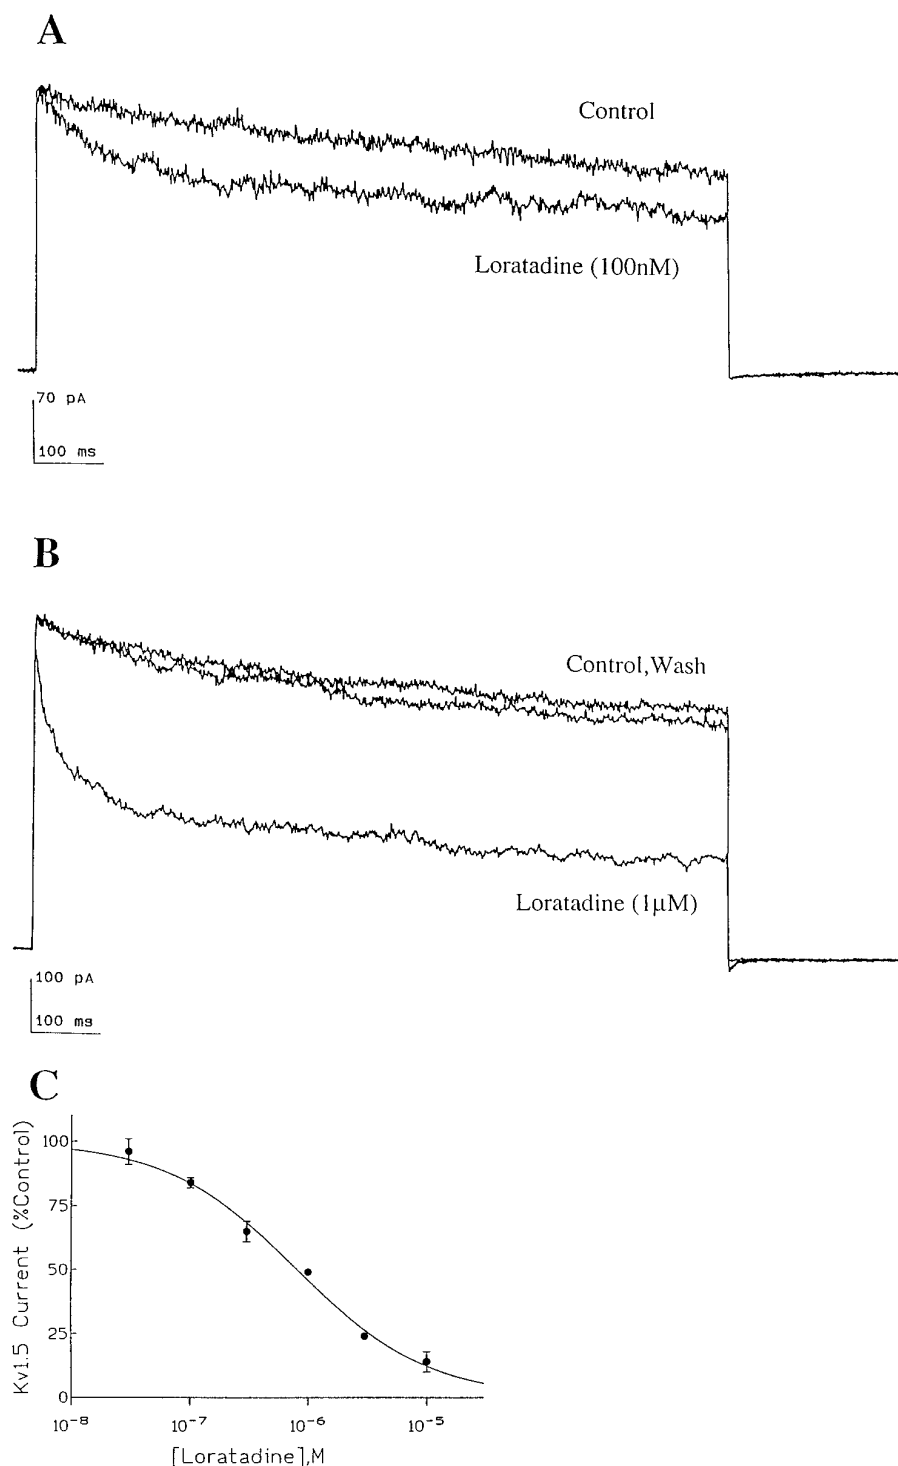 A
Control
Loratadine (100nM)
70 pA
100 ms
B
Control,Wash
Loratadine (1µM)
100 pA
100 ms
C
Kv1.5 Current (%Control)
100
75
50
25
0
10⁻⁸
10⁻⁷
10⁻⁶
10⁻⁵
[Loratadine],M